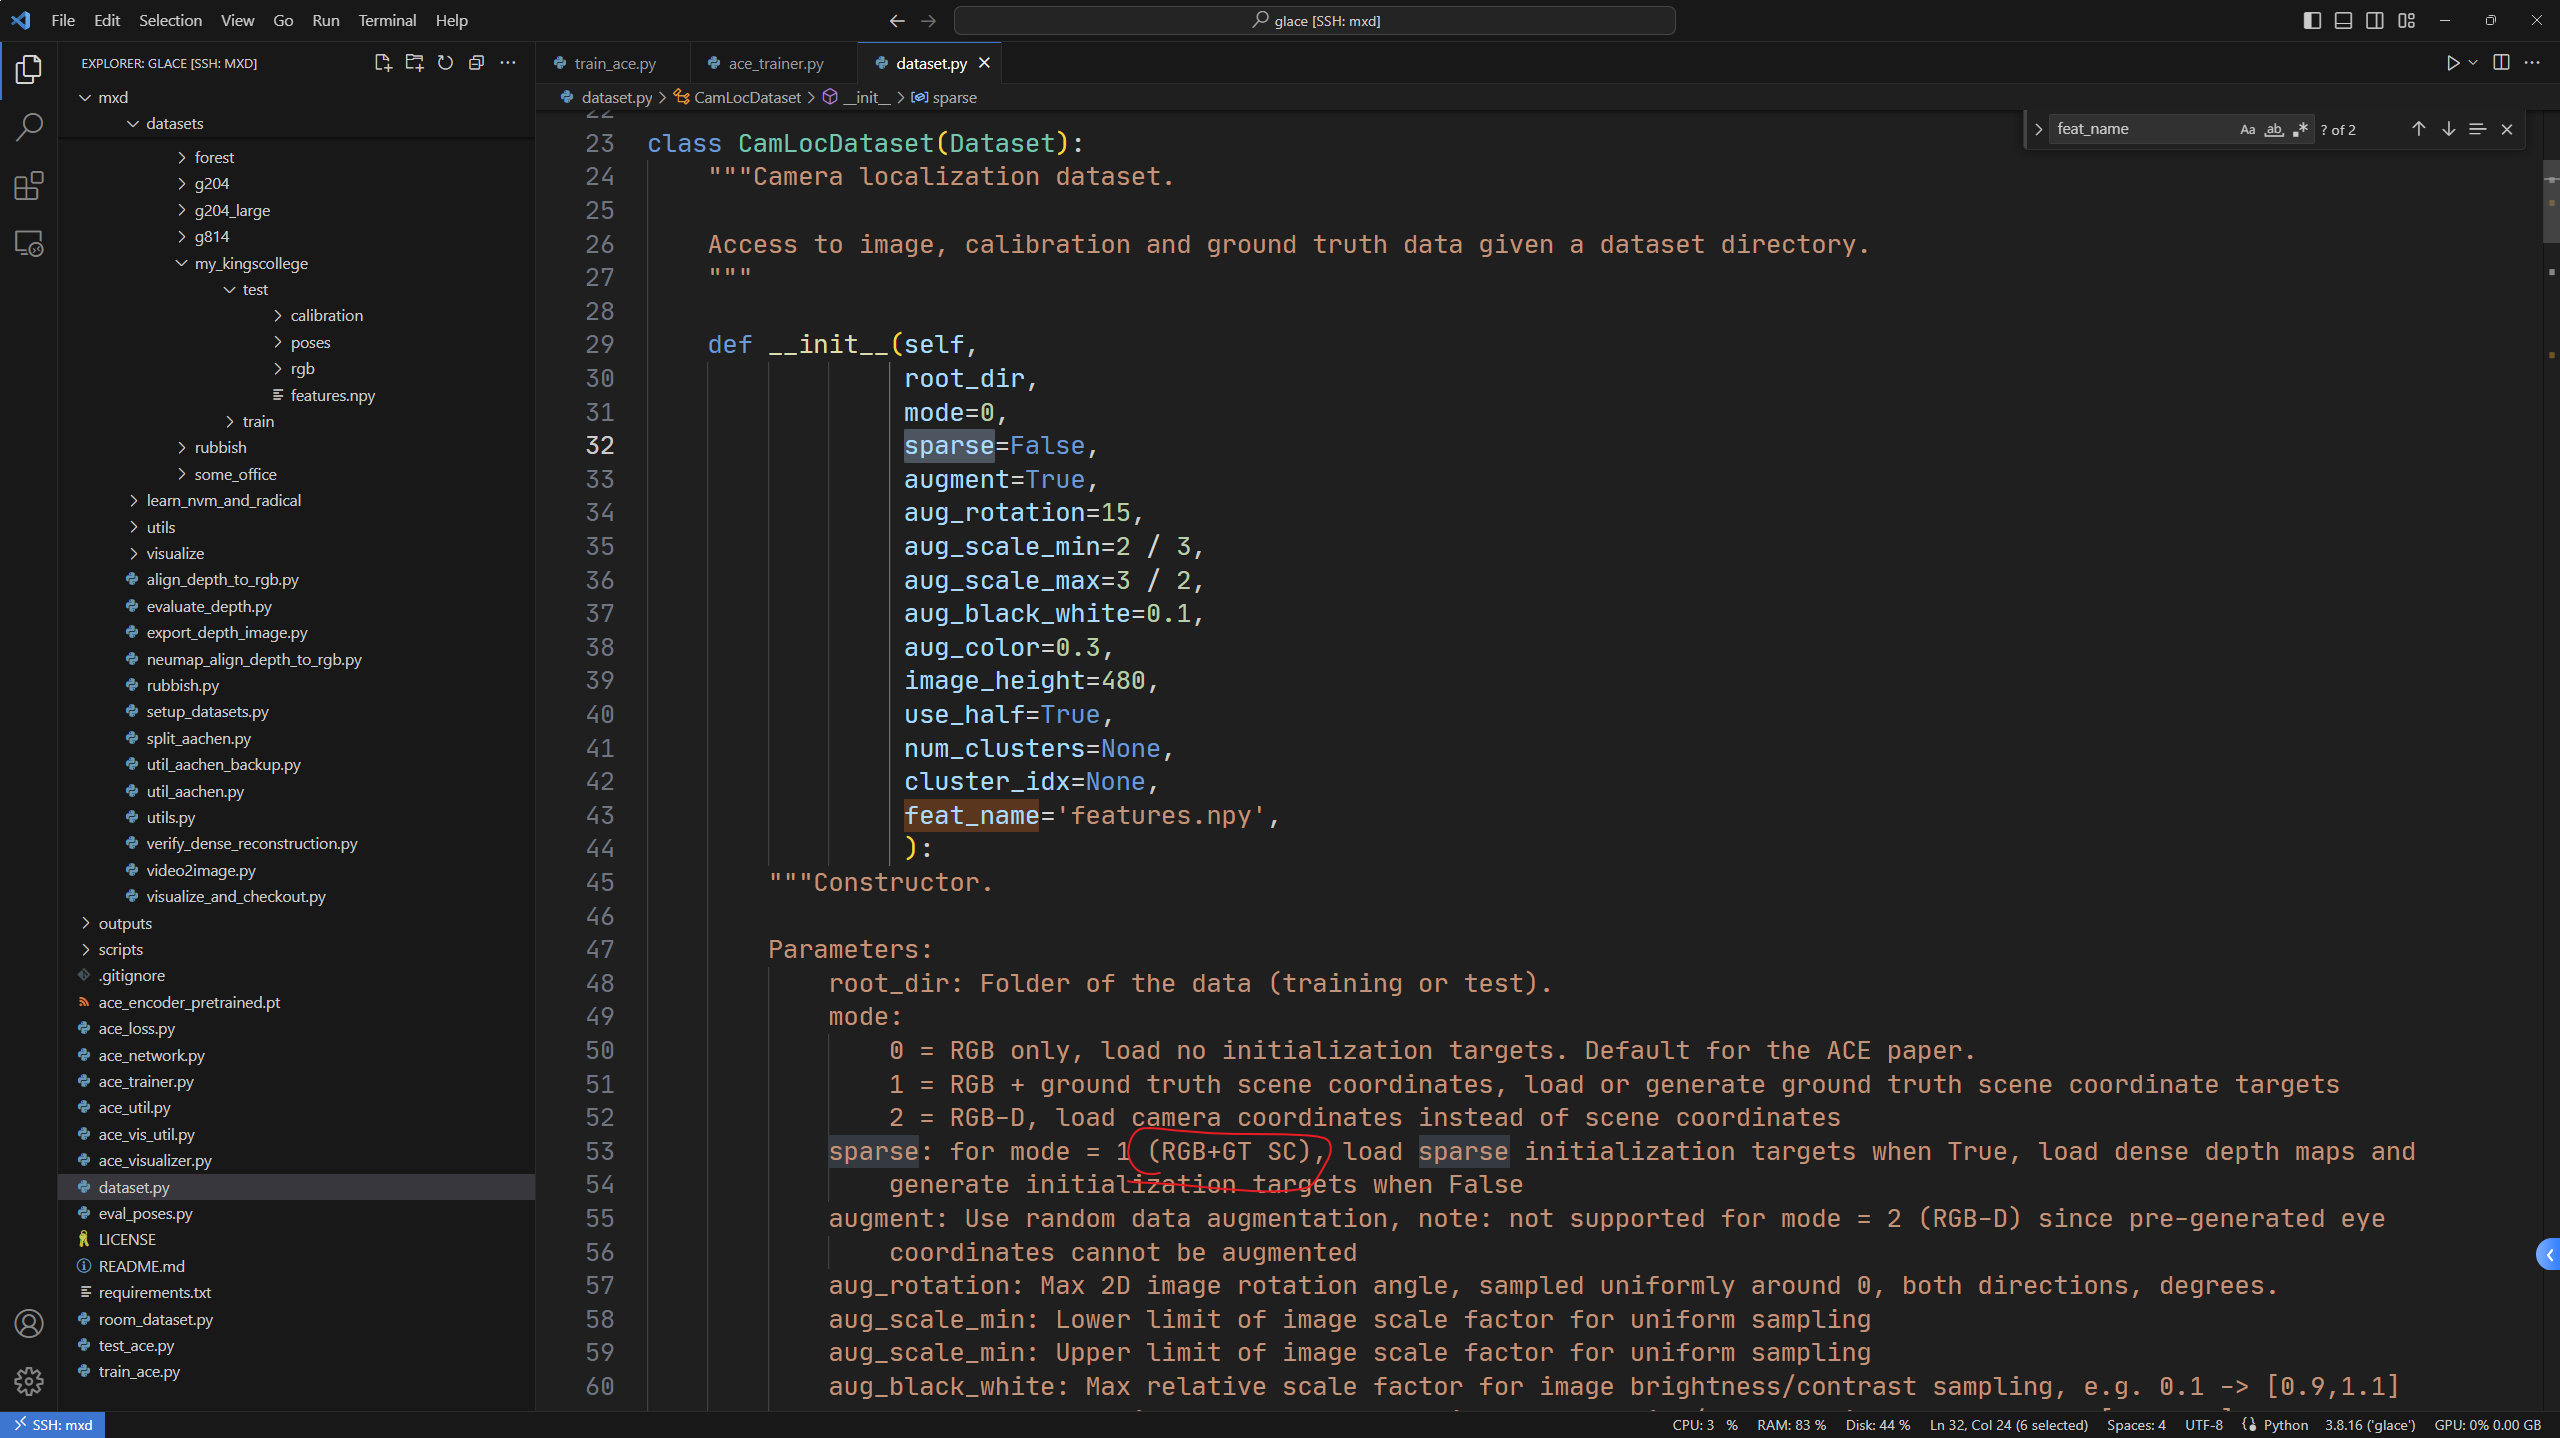 File Edit Selection View Go Run Terminal Help
glace [SSH: mxd]
EXPLORER: GLACE [SSH: MXD]
mxd
datasets
forest
g204
g204_large
g814
my_kingscollege
test
calibration
poses
rgb
features.npy
train
rubbish
some_office
learn_nvm_and_radical
utils
visualize
align_depth_to_rgb.py
evaluate_depth.py
export_depth_image.py
neumap_align_depth_to_rgb.py
rubbish.py
setup_datasets.py
split_aachen.py
util_aachen_backup.py
util_aachen.py
utils.py
verify_dense_reconstruction.py
video2image.py
visualize_and_checkout.py
outputs
scripts
.gitignore
ace_encoder_pretrained.pt
ace_loss.py
ace_network.py
ace_trainer.py
ace_util.py
ace_vis_util.py
ace_visualizer.py
dataset.py
eval_poses.py
LICENSE
README.md
requirements.txt
room_dataset.py
test_ace.py
train_ace.py
train_ace.py ace_trainer.py dataset.py
dataset.py > CamLocDataset > __init__ > sparse
feat_name Aa ab .* ? of 2
22
23 class CamLocDataset(Dataset):
24 """Camera localization dataset.
25
26 Access to image, calibration and ground truth data given a dataset directory.
27 """
28
29 def __init__(self,
30 root_dir,
31 mode=0,
32 sparse=False,
33 augment=True,
34 aug_rotation=15,
35 aug_scale_min=2 / 3,
36 aug_scale_max=3 / 2,
37 aug_black_white=0.1,
38 aug_color=0.3,
39 image_height=480,
40 use_half=True,
41 num_clusters=None,
42 cluster_idx=None,
43 feat_name='features.npy',
44 ):
45 """Constructor.
46
47 Parameters:
48 root_dir: Folder of the data (training or test).
49 mode:
50 0 = RGB only, load no initialization targets. Default for the ACE paper.
51 1 = RGB + ground truth scene coordinates, load or generate ground truth scene coordinate targets
52 2 = RGB-D, load camera coordinates instead of scene coordinates
53 sparse: for mode = 1 (RGB+GT SC), load sparse initialization targets when True, load dense depth maps and
54 generate initialization targets when False
55 augment: Use random data augmentation, note: not supported for mode = 2 (RGB-D) since pre-generated eye
56 coordinates cannot be augmented
57 aug_rotation: Max 2D image rotation angle, sampled uniformly around 0, both directions, degrees.
58 aug_scale_min: Lower limit of image scale factor for uniform sampling
59 aug_scale_min: Upper limit of image scale factor for uniform sampling
60 aug_black_white: Max relative scale factor for image brightness/contrast sampling, e.g. 0.1 -> [0.9,1.1]
SSH: mxd CPU: 3 % RAM: 83 % Disk: 44 % Ln 32, Col 24 (6 selected) Spaces: 4 UTF-8 Python 3.8.16 ('glace') GPU: 0% 0.00 GB